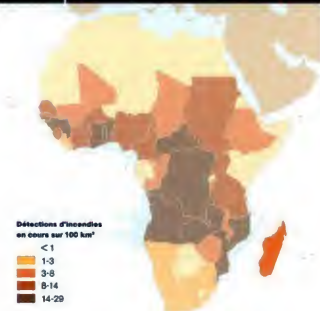 Détections d'incendies
en cours sur 100 km²
< 1
1-3
3-8
8-14
14-29